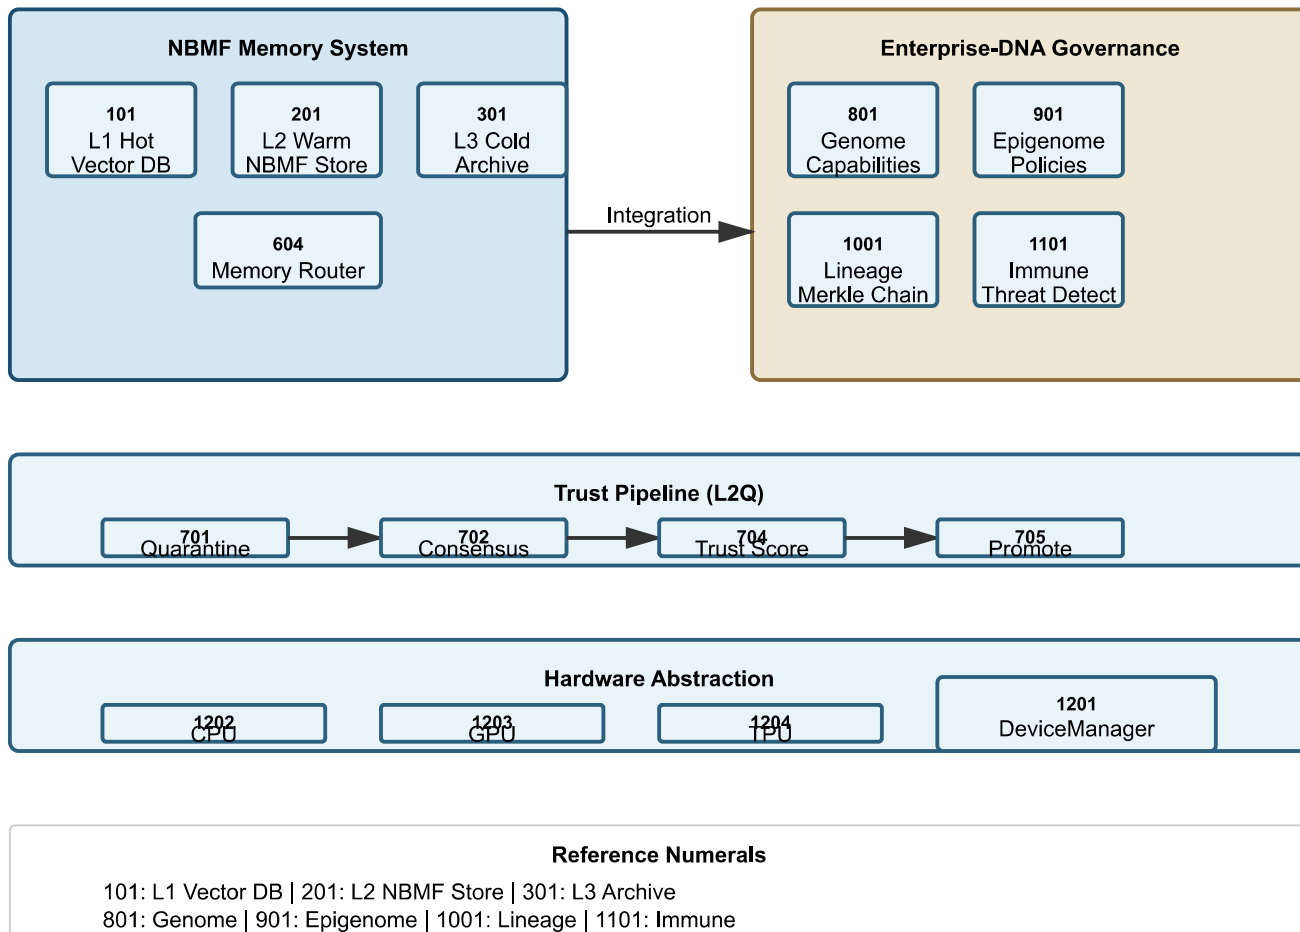 NBMF Memory System
101
L1 Hot
Vector DB
201
L2 Warm
NBMF Store
301
L3 Cold
Archive
604
Memory Router
Integration
Enterprise-DNA Governance
801
Genome
Capabilities
901
Epigenome
Policies
1001
Lineage
Merkle Chain
1101
Immune
Threat Detect
Trust Pipeline (L2Q)
701
Quarantine
702
Consensus
704
Trust Score
705
Promote
Hardware Abstraction
1202
CPU
1203
GPU
1204
TPU
1201
DeviceManager
Reference Numerals
101: L1 Vector DB | 201: L2 NBMF Store | 301: L3 Archive
801: Genome | 901: Epigenome | 1001: Lineage | 1101: Immune